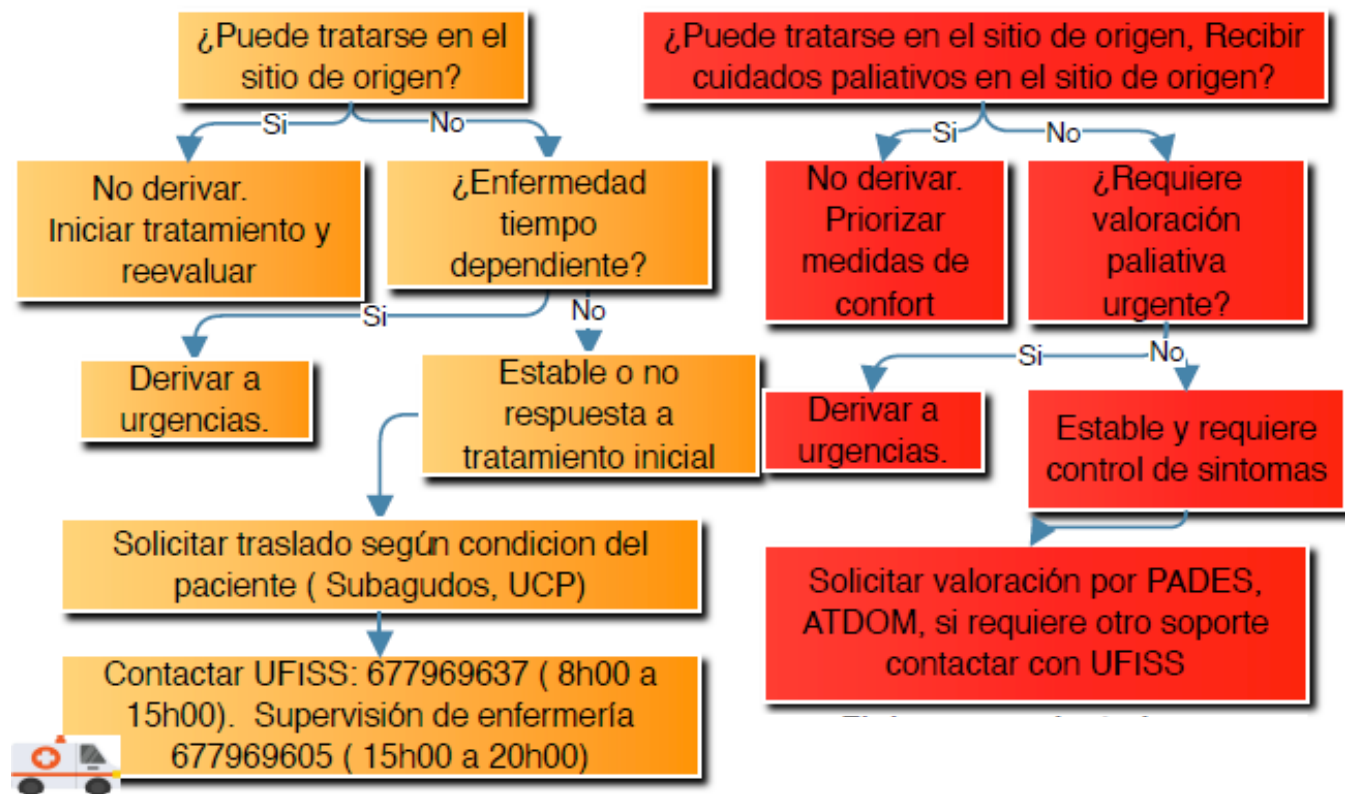 ¿Puede tratarse en el
sitio de origen?
Si
No
No derivar.
Iniciar tratamiento y
reevaluar
¿Enfermedad
tiempo
dependiente?
Si
No
Derivar a
urgencias.
Estable o no
respuesta a
tratamiento inicial
Solicitar traslado según condicion del
paciente ( Subagudos, UCP)
Contactar UFISS: 677969637 ( 8h00 a
15h00). Supervisión de enfermería
677969605 ( 15h00 a 20h00)
¿Puede tratarse en el sitio de origen, Recibir
cuidados paliativos en el sitio de origen?
Si
No
No derivar.
Priorizar
medidas de
confort
¿Requiere
valoración
paliativa
urgente?
Si
No
Derivar a
urgencias.
Estable y requiere
control de sintomas
Solicitar valoración por PADES,
ATDOM, si requiere otro soporte
contactar con UFISS